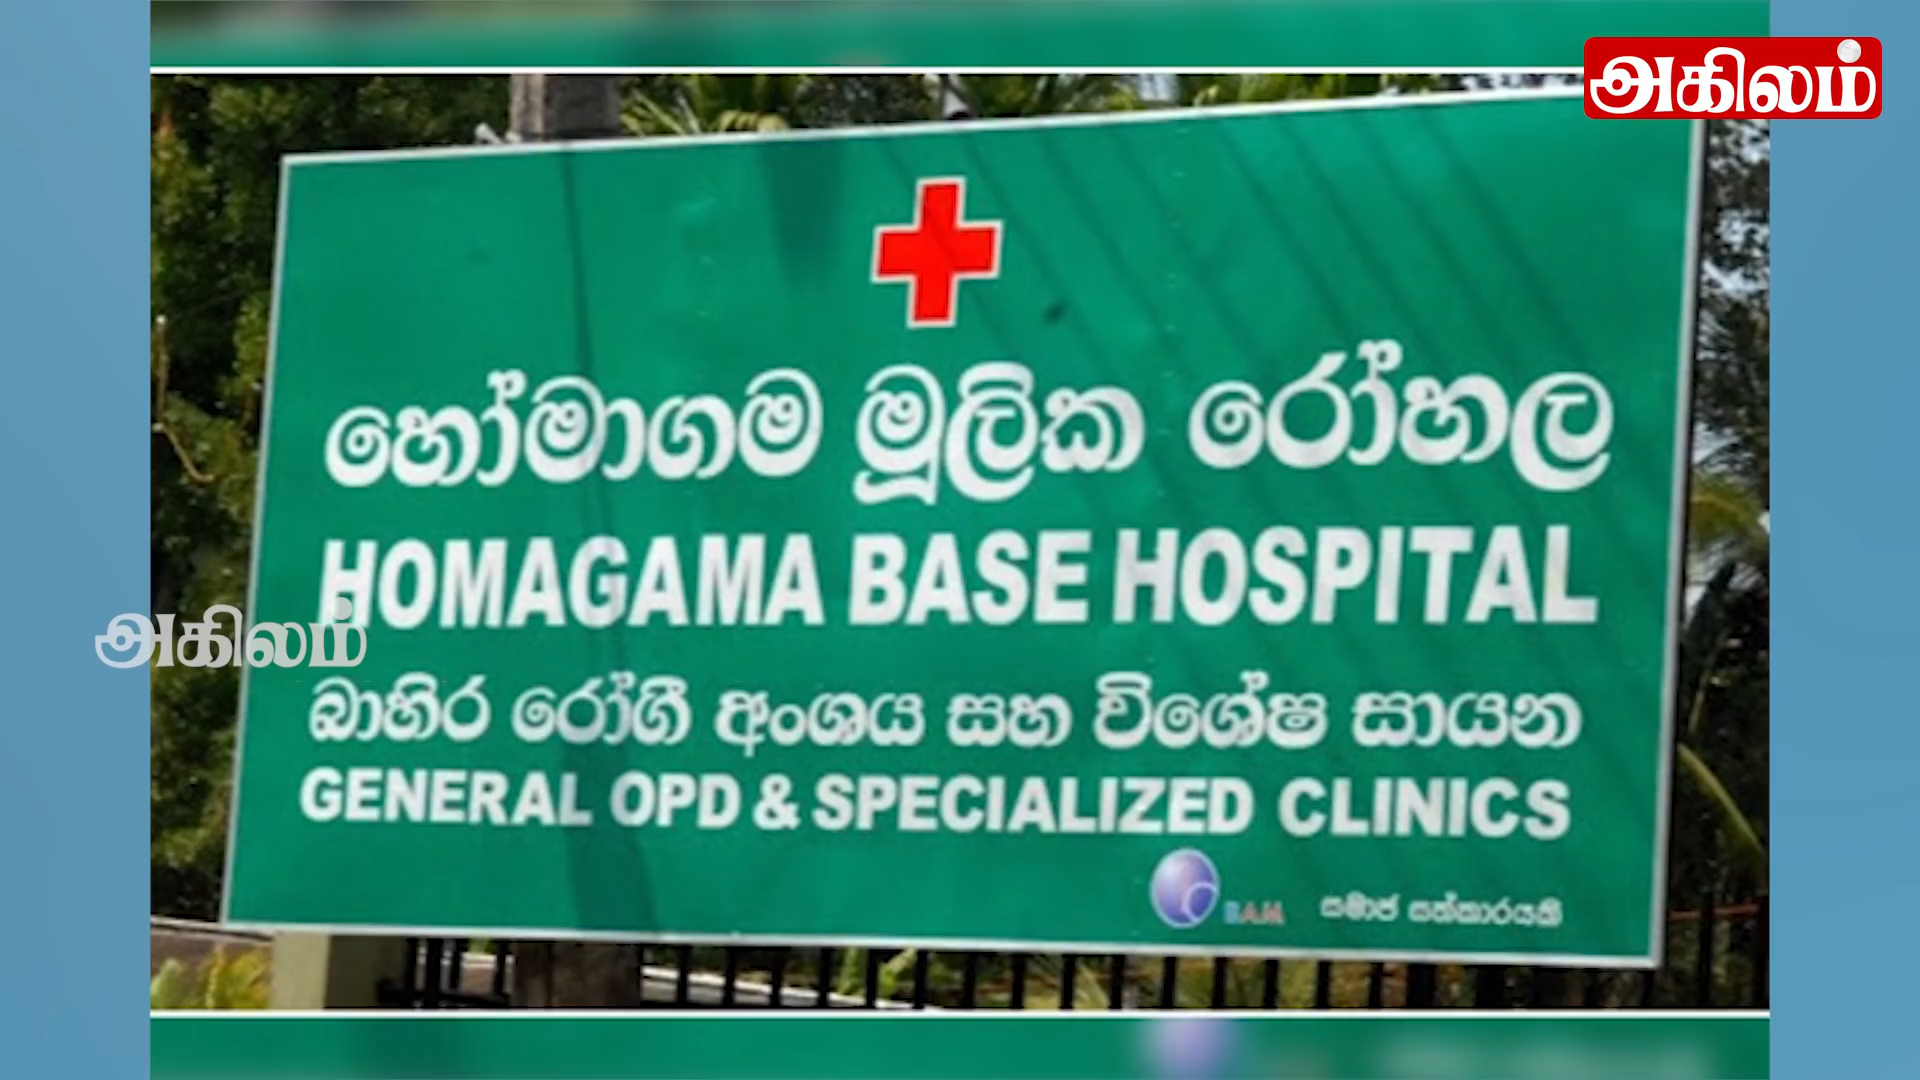 அகிலம்
හෝමාගම මූලික රෝහල
HOMAGAMA BASE HOSPITAL
அகிலம்
බාහිර රෝගී අංශය සහ විශේෂ සායන
GENERAL OPD & SPECIALIZED CLINICS
BAM සමාජ සත්කාරයකි